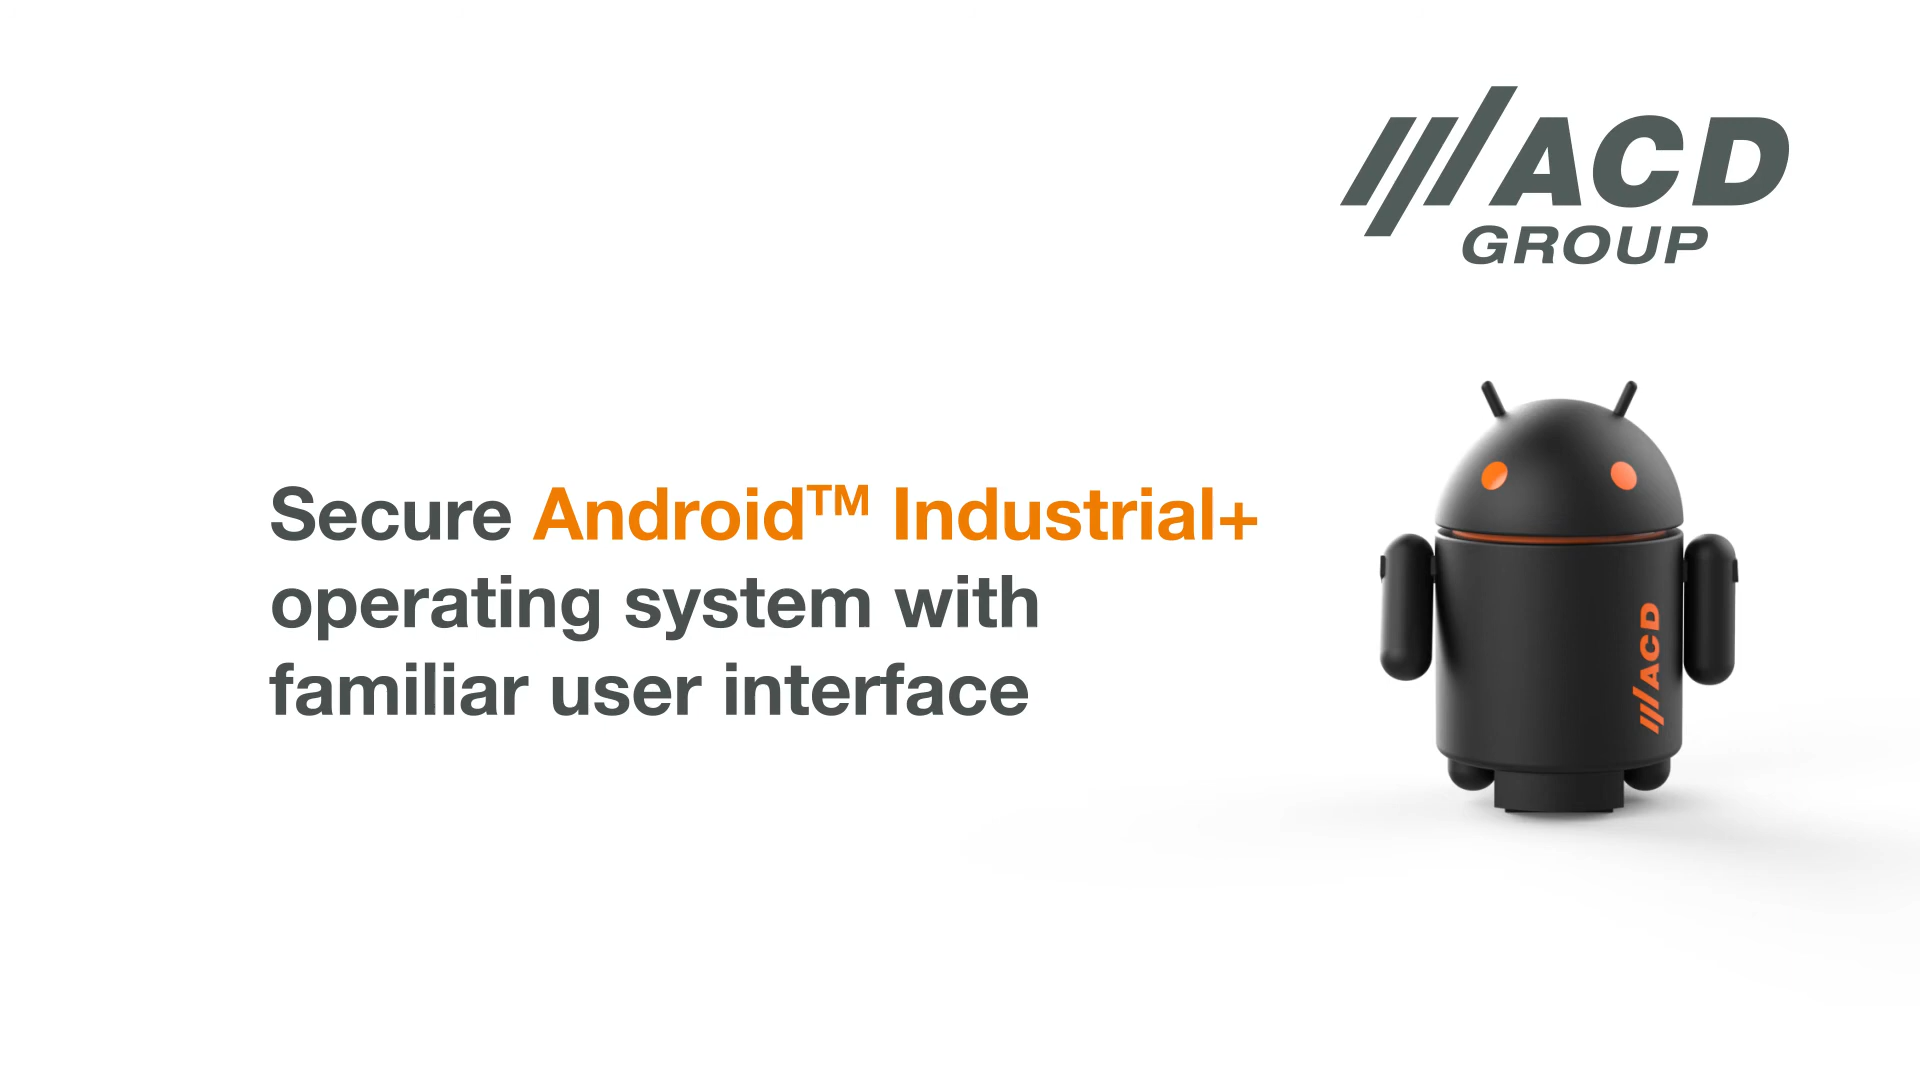 ACD
GROUP
Secure Android™ Industrial+
operating system with
familiar user interface
ACD